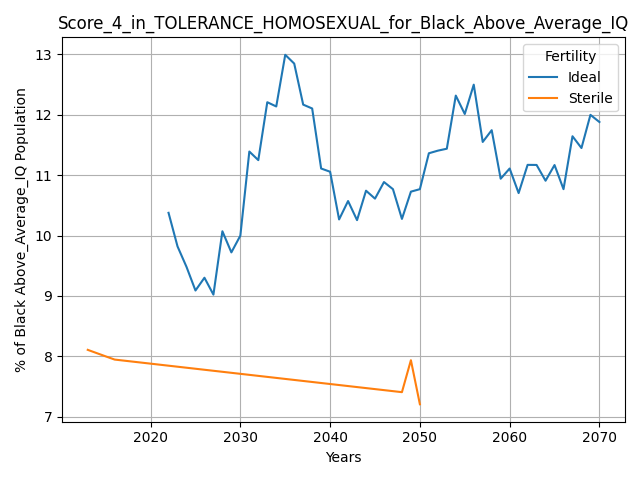 Score_4_in_TOLERANCE_HOMOSEXUAL_for_Black_Above_Average_IQ
Fertility
Ideal
Sterile
% of Black Above_Average_IQ Population
13
12
11
10
9
8
7
2020 2030 2040 2050 2060 2070
Years